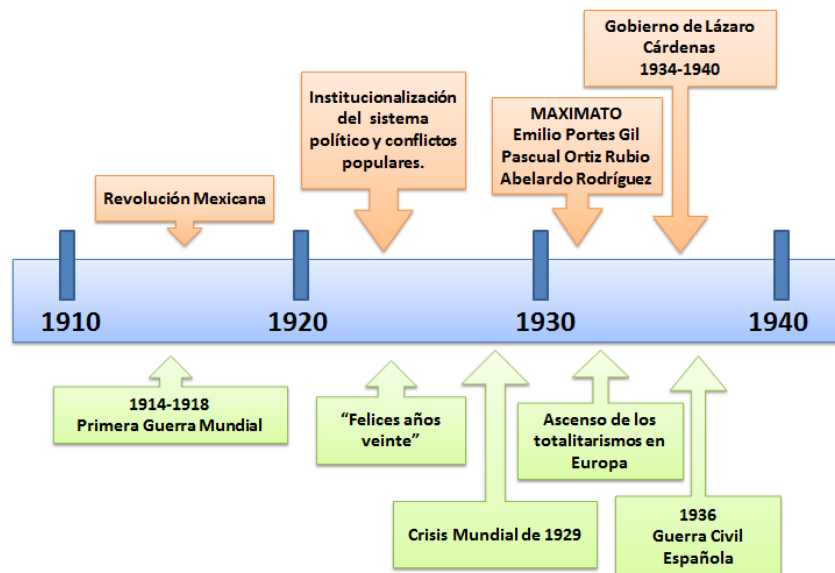 Gobierno de Lázaro
Cárdenas
1934-1940
Institucionalización
del sistema
político y conflictos
populares.
MAXIMATO
Emilio Portes Gil
Pascual Ortiz Rubio
Abelardo Rodríguez
Revolución Mexicana
1910
1920
1930
1940
1914-1918
Primera Guerra Mundial
“Felices años
veinte”
Ascenso de los
totalitarismos en
Europa
Crisis Mundial de 1929
1936
Guerra Civil
Española